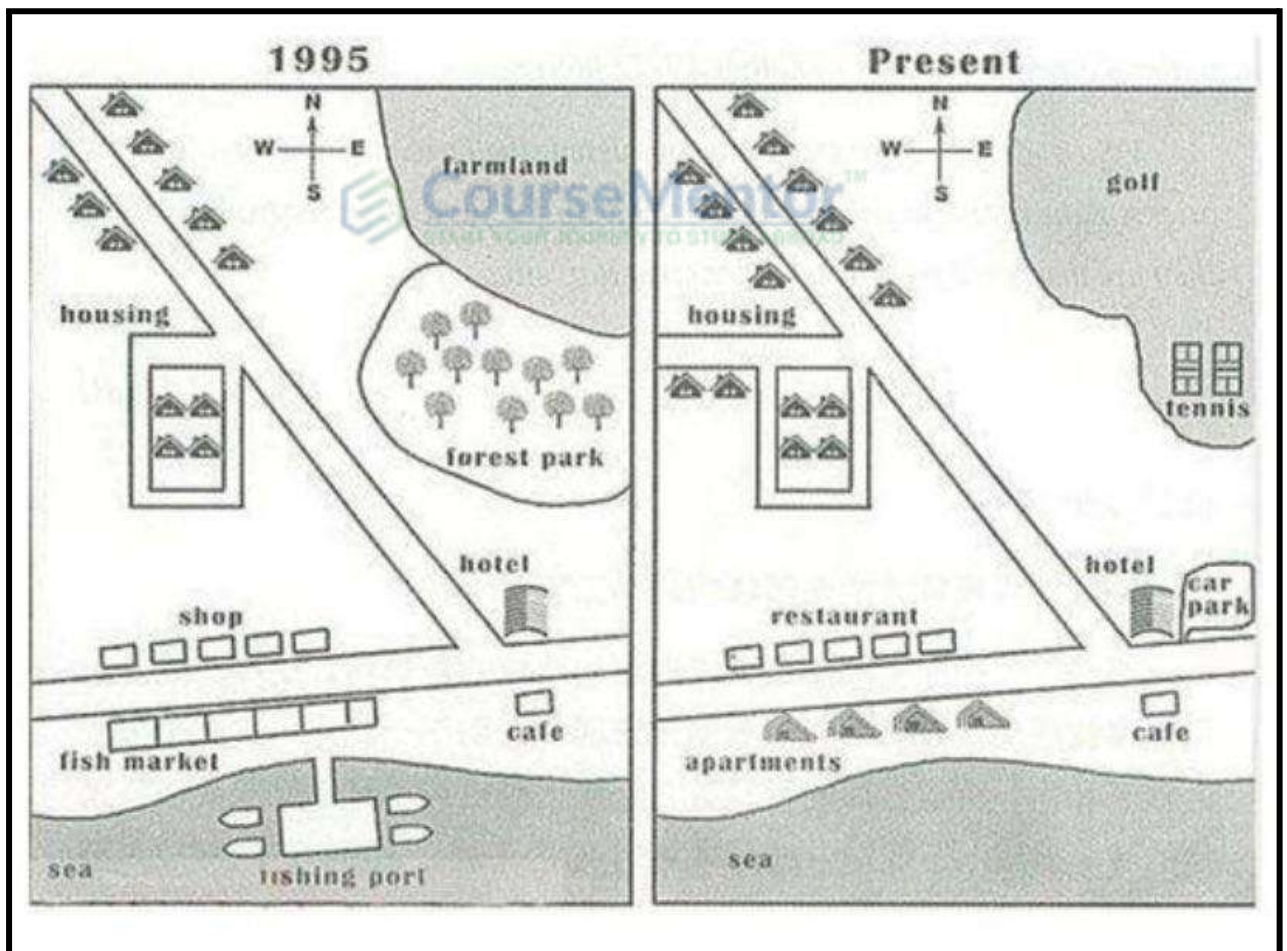 1995
N
W E
S
farmland
housing
forest park
hotel
shop
cafe
fish market
sea
fishing port
Present
N
W E
S
golf
housing
tennis
hotel
car
park
restaurant
cafe
apartments
sea
CourseMentor™